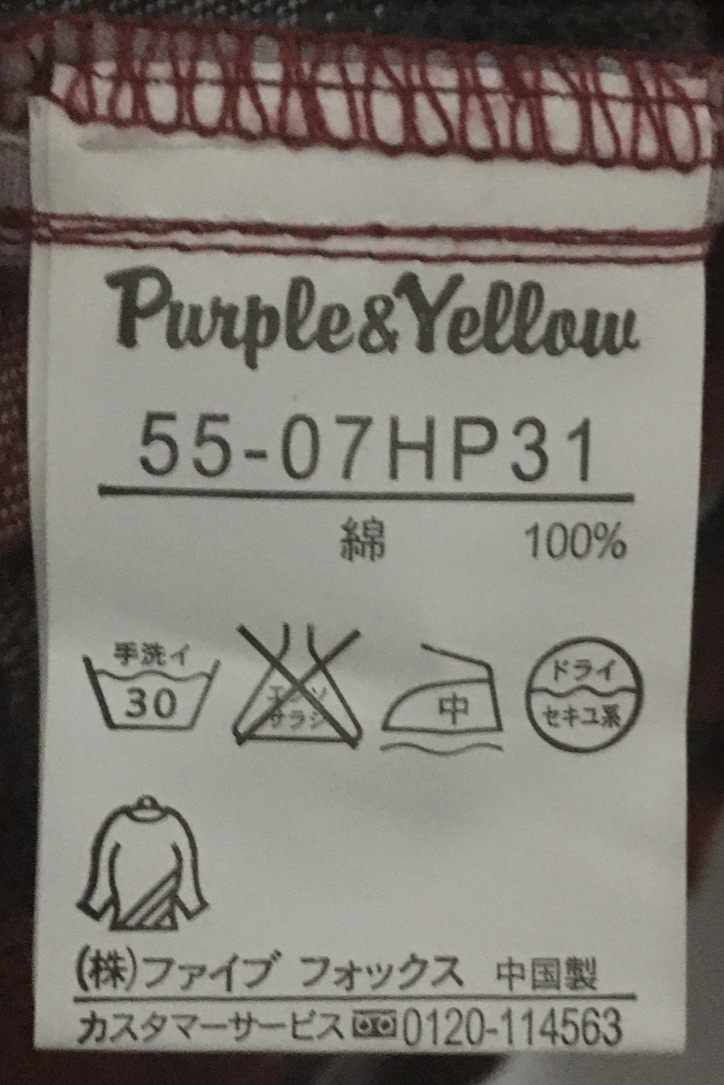 Purple&Yellow
55-07HP31
綿 100%
手洗イ
30
エンソ
サラシ
中
ドライ
セキユ系
(株)ファイブ フォックス 中国製
カスタマーサービス 0120-114563